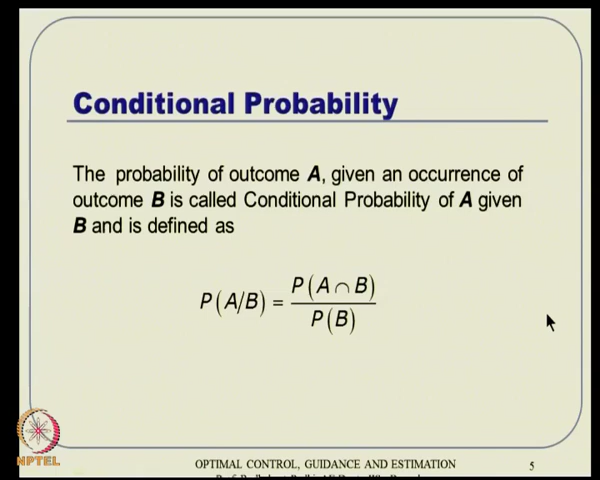 Conditional Probability
The probability of outcome A, given an occurrence of
outcome B is called Conditional Probability of A given
B and is defined as
P(A/B) = P(A ∩ B) / P(B)
NPTEL
OPTIMAL CONTROL, GUIDANCE AND ESTIMATION 5